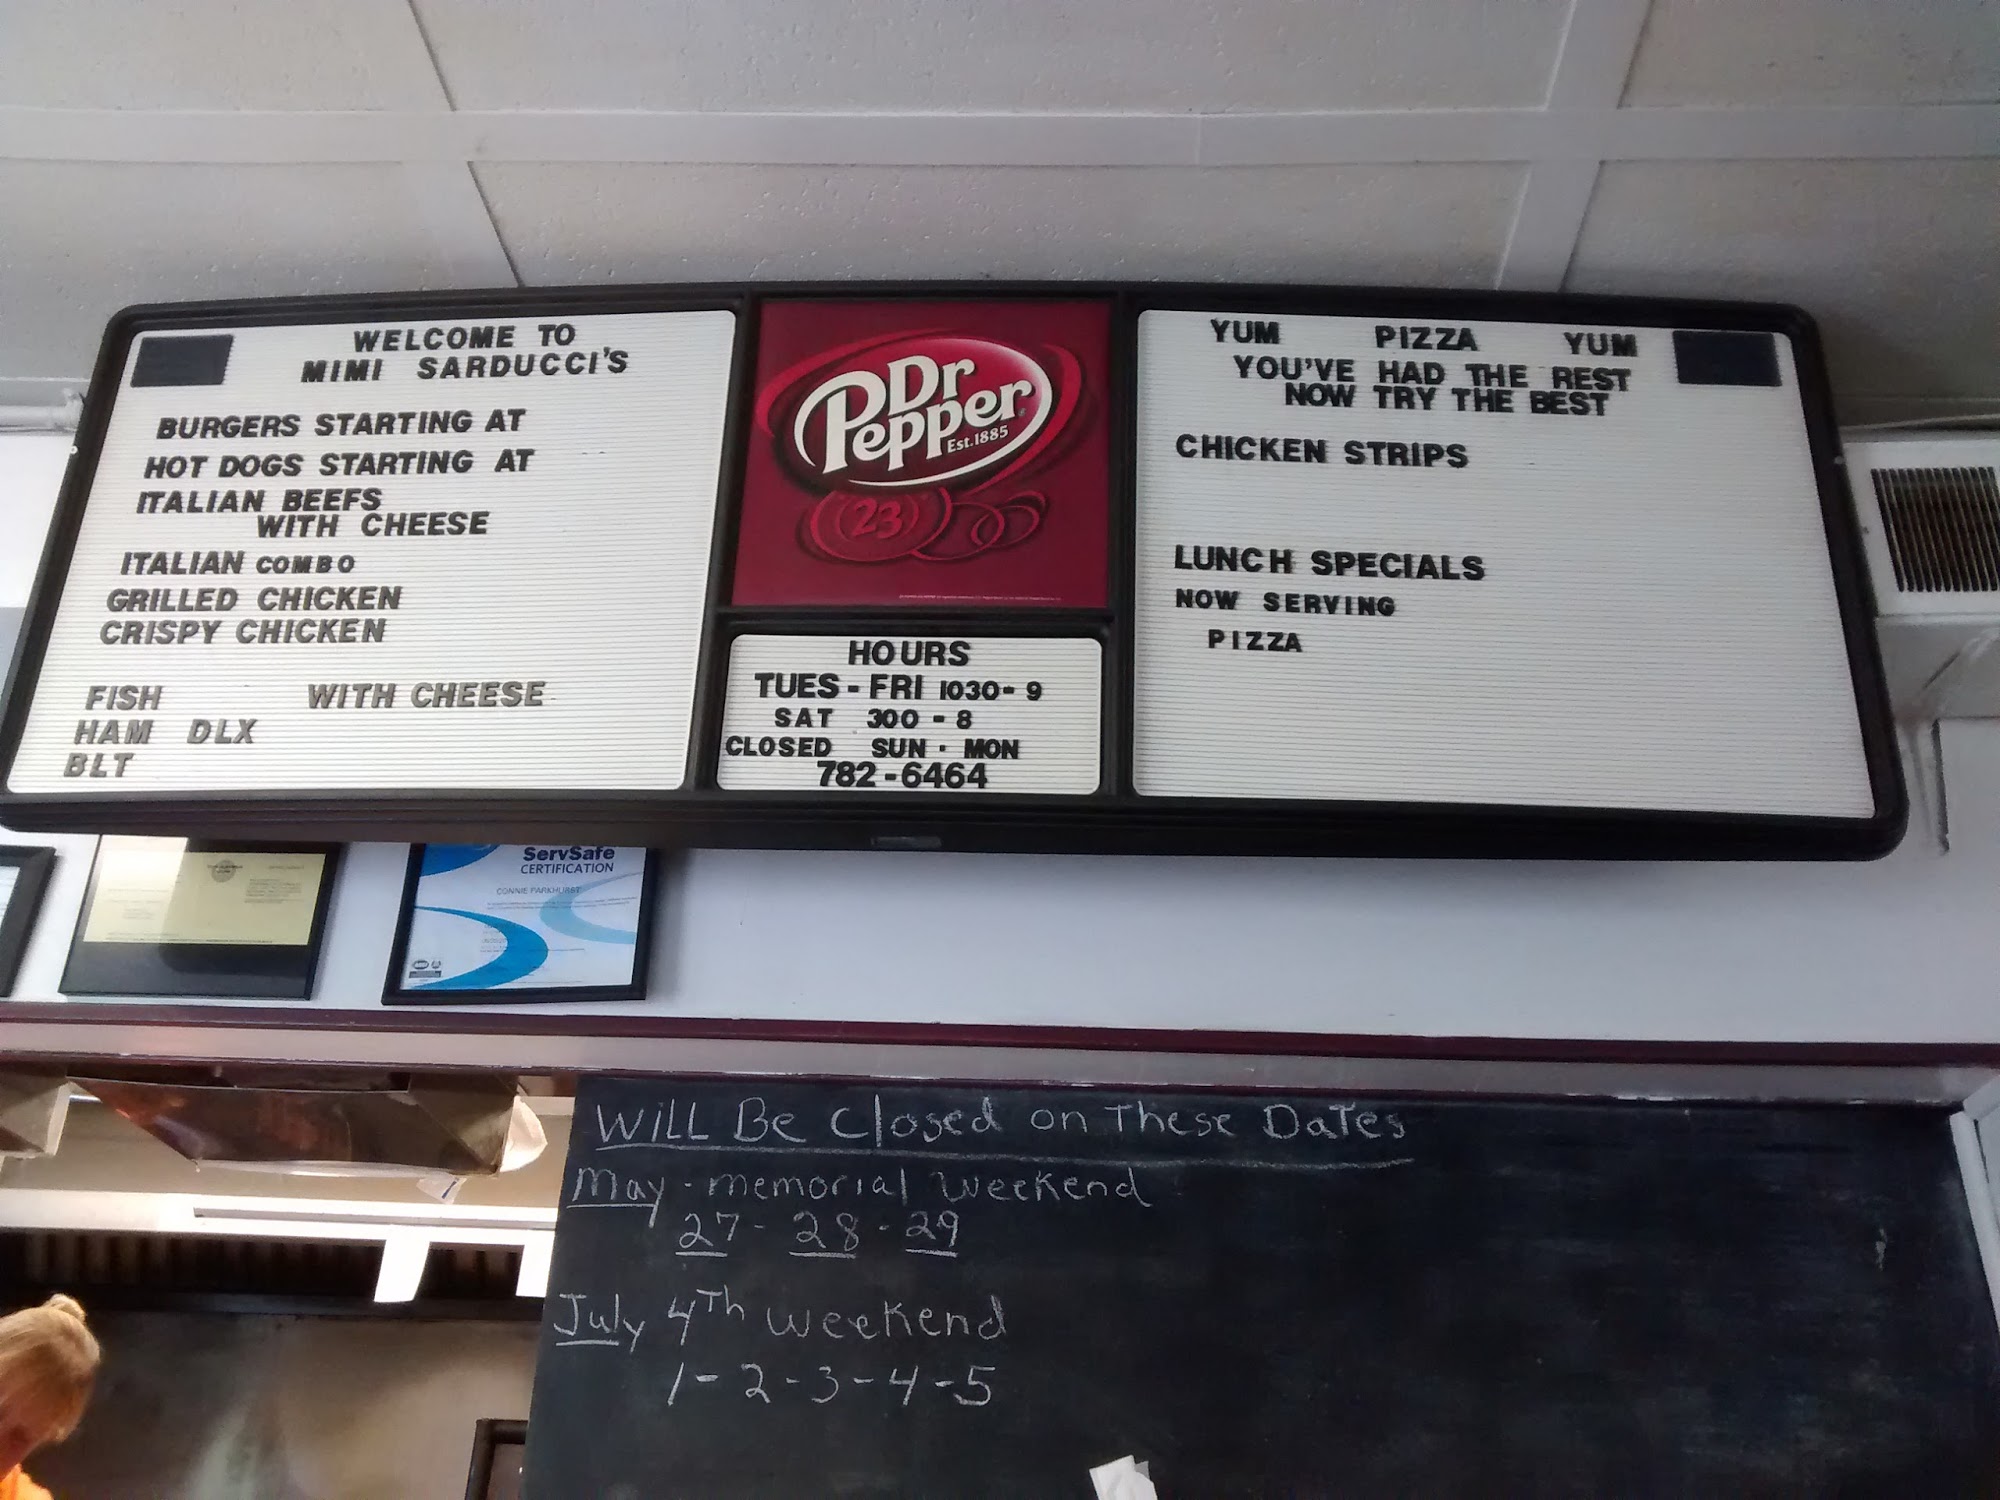 WELCOME TO
MIMI SARDUCCI'S
BURGERS STARTING AT
HOT DOGS STARTING AT
ITALIAN BEEFS
WITH CHEESE
ITALIAN COMBO
GRILLED CHICKEN
CRISPY CHICKEN
FISH WITH CHEESE
HAM DLX
BLT
Dr
Pepper
Est.1885
23
HOURS
TUES - FRI 1030 - 9
SAT 300 - 8
CLOSED SUN · MON
782-6464
YUM PIZZA YUM
YOU'VE HAD THE REST
NOW TRY THE BEST
CHICKEN STRIPS
LUNCH SPECIALS
NOW SERVING
PIZZA
ServSafe
CERTIFICATION
CONNIE PARKHURST
WiLL Be Closed on These Dates
May - memorial weekend
27 - 28 - 29
July 4Th weekend
1 - 2 - 3 - 4 - 5